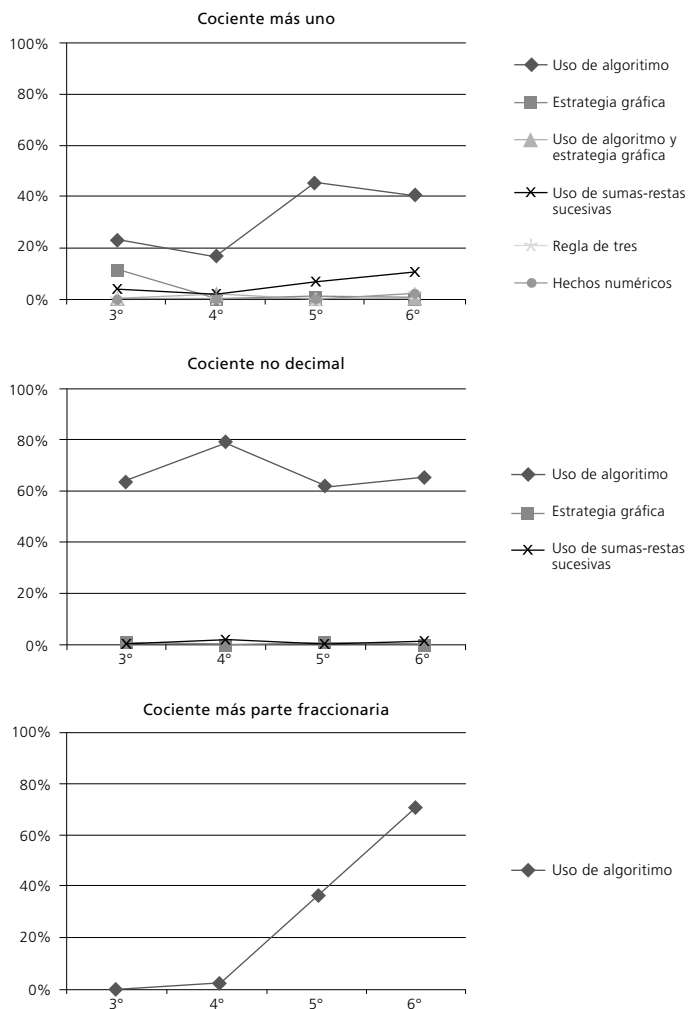 Cociente más uno
100%
80%
60%
40%
20%
0%
3°
4°
5°
6°
Uso de algoritimo
Estrategia gráfica
Uso de algoritmo y
estrategia gráfica
Uso de sumas-restas
sucesivas
Regla de tres
Hechos numéricos
Cociente no decimal
100%
80%
60%
40%
20%
0%
3°
4°
5°
6°
Uso de algoritimo
Estrategia gráfica
Uso de sumas-restas
sucesivas
Cociente más parte fraccionaria
100%
80%
60%
40%
20%
0%
3°
4°
5°
6°
Uso de algoritimo